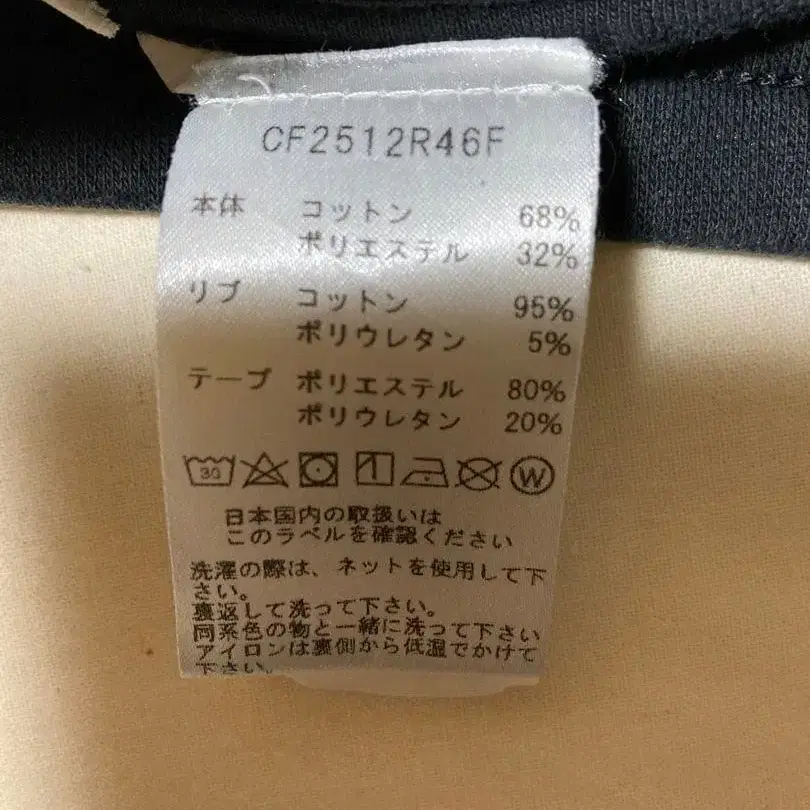 CF2512R46F
本体 コットン 68%
ポリエステル 32%
リブ コットン 95%
ポリウレタン 5%
テープ ポリエステル 80%
ポリウレタン 20%
30 W
日本国内の取扱いは
このラベルを確認ください
洗濯の際は、ネットを使用して下
さい。
裏返して洗って下さい。
同系色の物と一緒に洗って下さい
アイロンは裏側から低温でかけて
下さい。